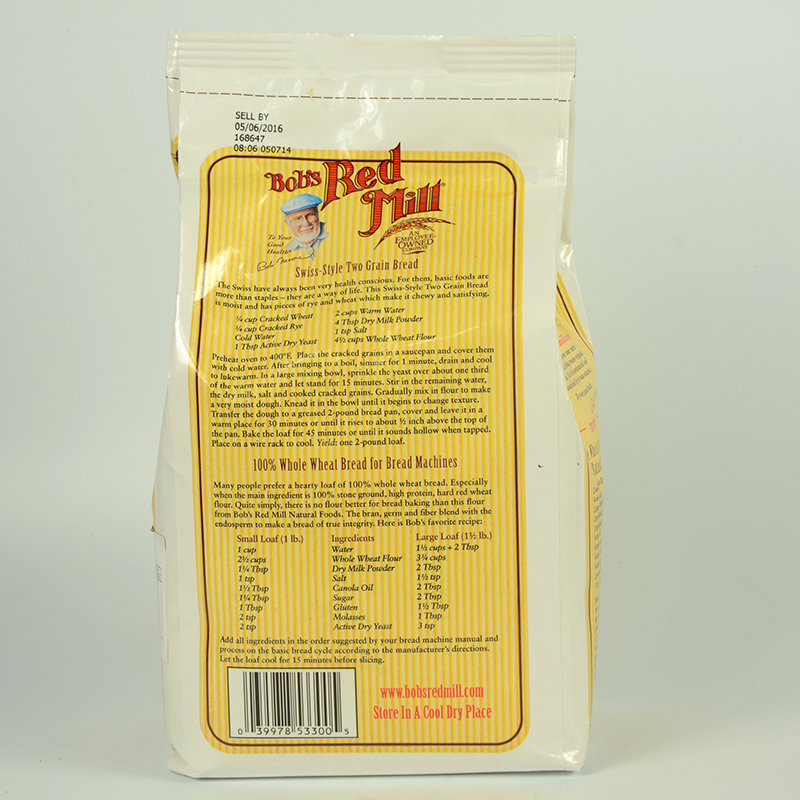 SELL BY
05/06/2016
168647
08:06 050714
Bob's Red Mill
To Your
Good
Health
Bob Moore
AN
EMPLOYEE-
OWNED
COMPANY
Swiss-Style Two Grain Bread
The Swiss have always been very health conscious. For them, basic foods are
more than staples – they are a way of life. This Swiss-Style Two Grain Bread
is moist and has pieces of rye and wheat which make it chewy and satisfying.
¼ cup Cracked Wheat 2 cups Warm Water
¼ cup Cracked Rye 4 Tbsp Dry Milk Powder
Cold Water 1 tsp Salt
1 Tbsp Active Dry Yeast 4½ cups Whole Wheat Flour
Preheat oven to 400°F. Place the cracked grains in a saucepan and cover them
with cold water. After bringing to a boil, simmer for 1 minute, drain and cool
to lukewarm. In a large mixing bowl, sprinkle the yeast over about one third
of the warm water and let stand for 15 minutes. Stir in the remaining water,
the dry milk, salt and cooked cracked grains. Gradually mix in flour to make
a very moist dough. Knead it in the bowl until it begins to change texture.
Transfer the dough to a greased 2-pound bread pan, cover and leave it in a
warm place for 30 minutes or until it rises to about ½ inch above the top of
the pan. Bake the loaf for 45 minutes or until it sounds hollow when tapped.
Place on a wire rack to cool. Yield: one 2-pound loaf.
100% Whole Wheat Bread for Bread Machines
Many people prefer a hearty loaf of 100% whole wheat bread. Especially
when the main ingredient is 100% stone ground, high protein, hard red wheat
flour. Quite simply, there is no flour better for bread baking than this flour
from Bob's Red Mill Natural Foods. The bran, germ and fiber blend with the
endosperm to make a bread of true integrity. Here is Bob's favorite recipe:
Small Loaf (1 lb.) Ingredients Large Loaf (1½ lb.)
1 cup Water 1½ cups + 2 Tbsp
2½ cups Whole Wheat Flour 3¾ cups
1¼ Tbsp Dry Milk Powder 2 Tbsp
1 tsp Salt 1½ tsp
1½ Tbsp Canola Oil 2 Tbsp
1¼ Tbsp Sugar 2 Tbsp
1 Tbsp Gluten 1½ Tbsp
2 tsp Molasses 1 Tbsp
2 tsp Active Dry Yeast 3 tsp
Add all ingredients in the order suggested by your bread machine manual and
process on the basic bread cycle according to the manufacturer's directions.
Let the loaf cool for 15 minutes before slicing.
0 39978 53300 5
www.bobsredmill.com
Store In A Cool Dry Place